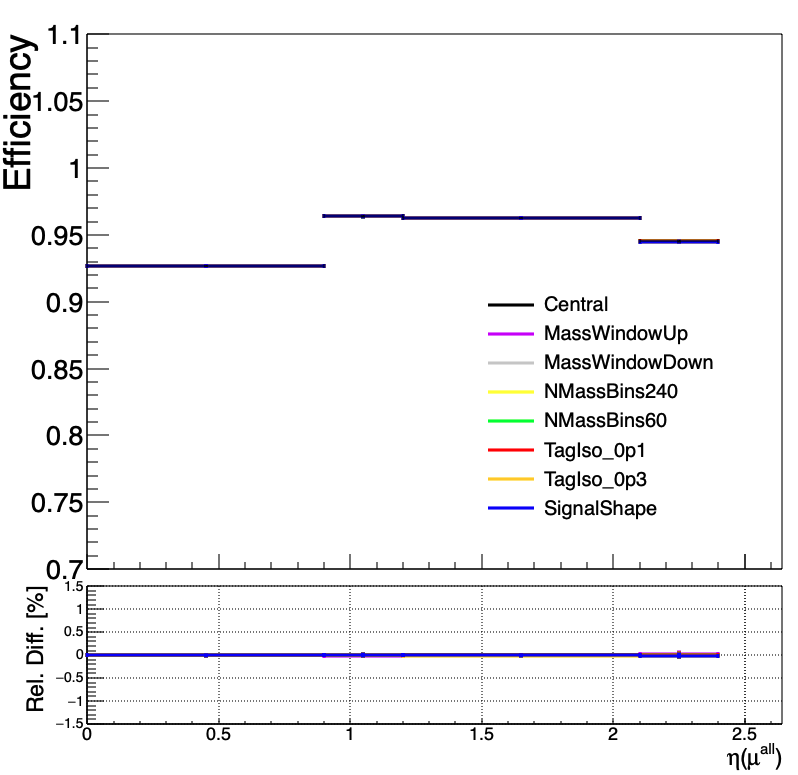 Efficiency
1.1
1.05
1
0.95
0.9
0.85
0.8
0.75
0.7
Central
MassWindowUp
MassWindowDown
NMassBins240
NMassBins60
TagIso_0p1
TagIso_0p3
SignalShape
Rel. Diff. [%]
1.5
1
0.5
0
−0.5
−1
−1.5
0 0.5 1 1.5 2 2.5
η(μ^all)